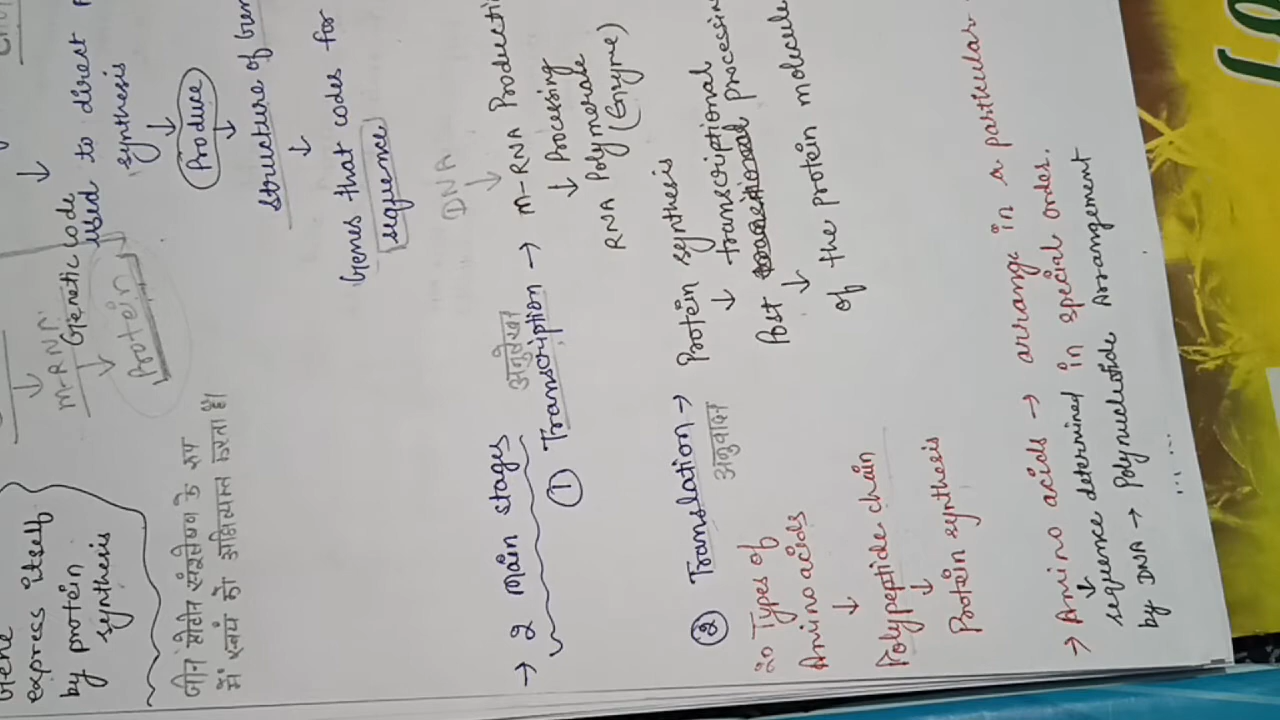 Gene
express itself
by protein
synthesis
जीन प्रोटीन संश्लेषण के रूप
में स्वयं को अभिव्यक्त करता है।
↓
m-RNA.
↓
Protein
↓
Genetic code
used to direct
synthesis
↓
Produce
↓
structure of
↓
Genes that codes for
sequence
DNA
↓
→ 2 main stages
अनुलेखन
① Transcription → m-RNA
↓ Processing
↓ RNA Polymerate
(Enzyme)
② Translation → Protein synthesis
अनुवादन
↓ transcriptional
Post processing
↓
of the protein molecule
20 Types of
Amino acids
↓
Polypeptide chain
↓
Protein synthesis
→ Amino acids → arrange in a particular
↓
sequence determined in special order.
by DNA → Polynucleotide Arrangement